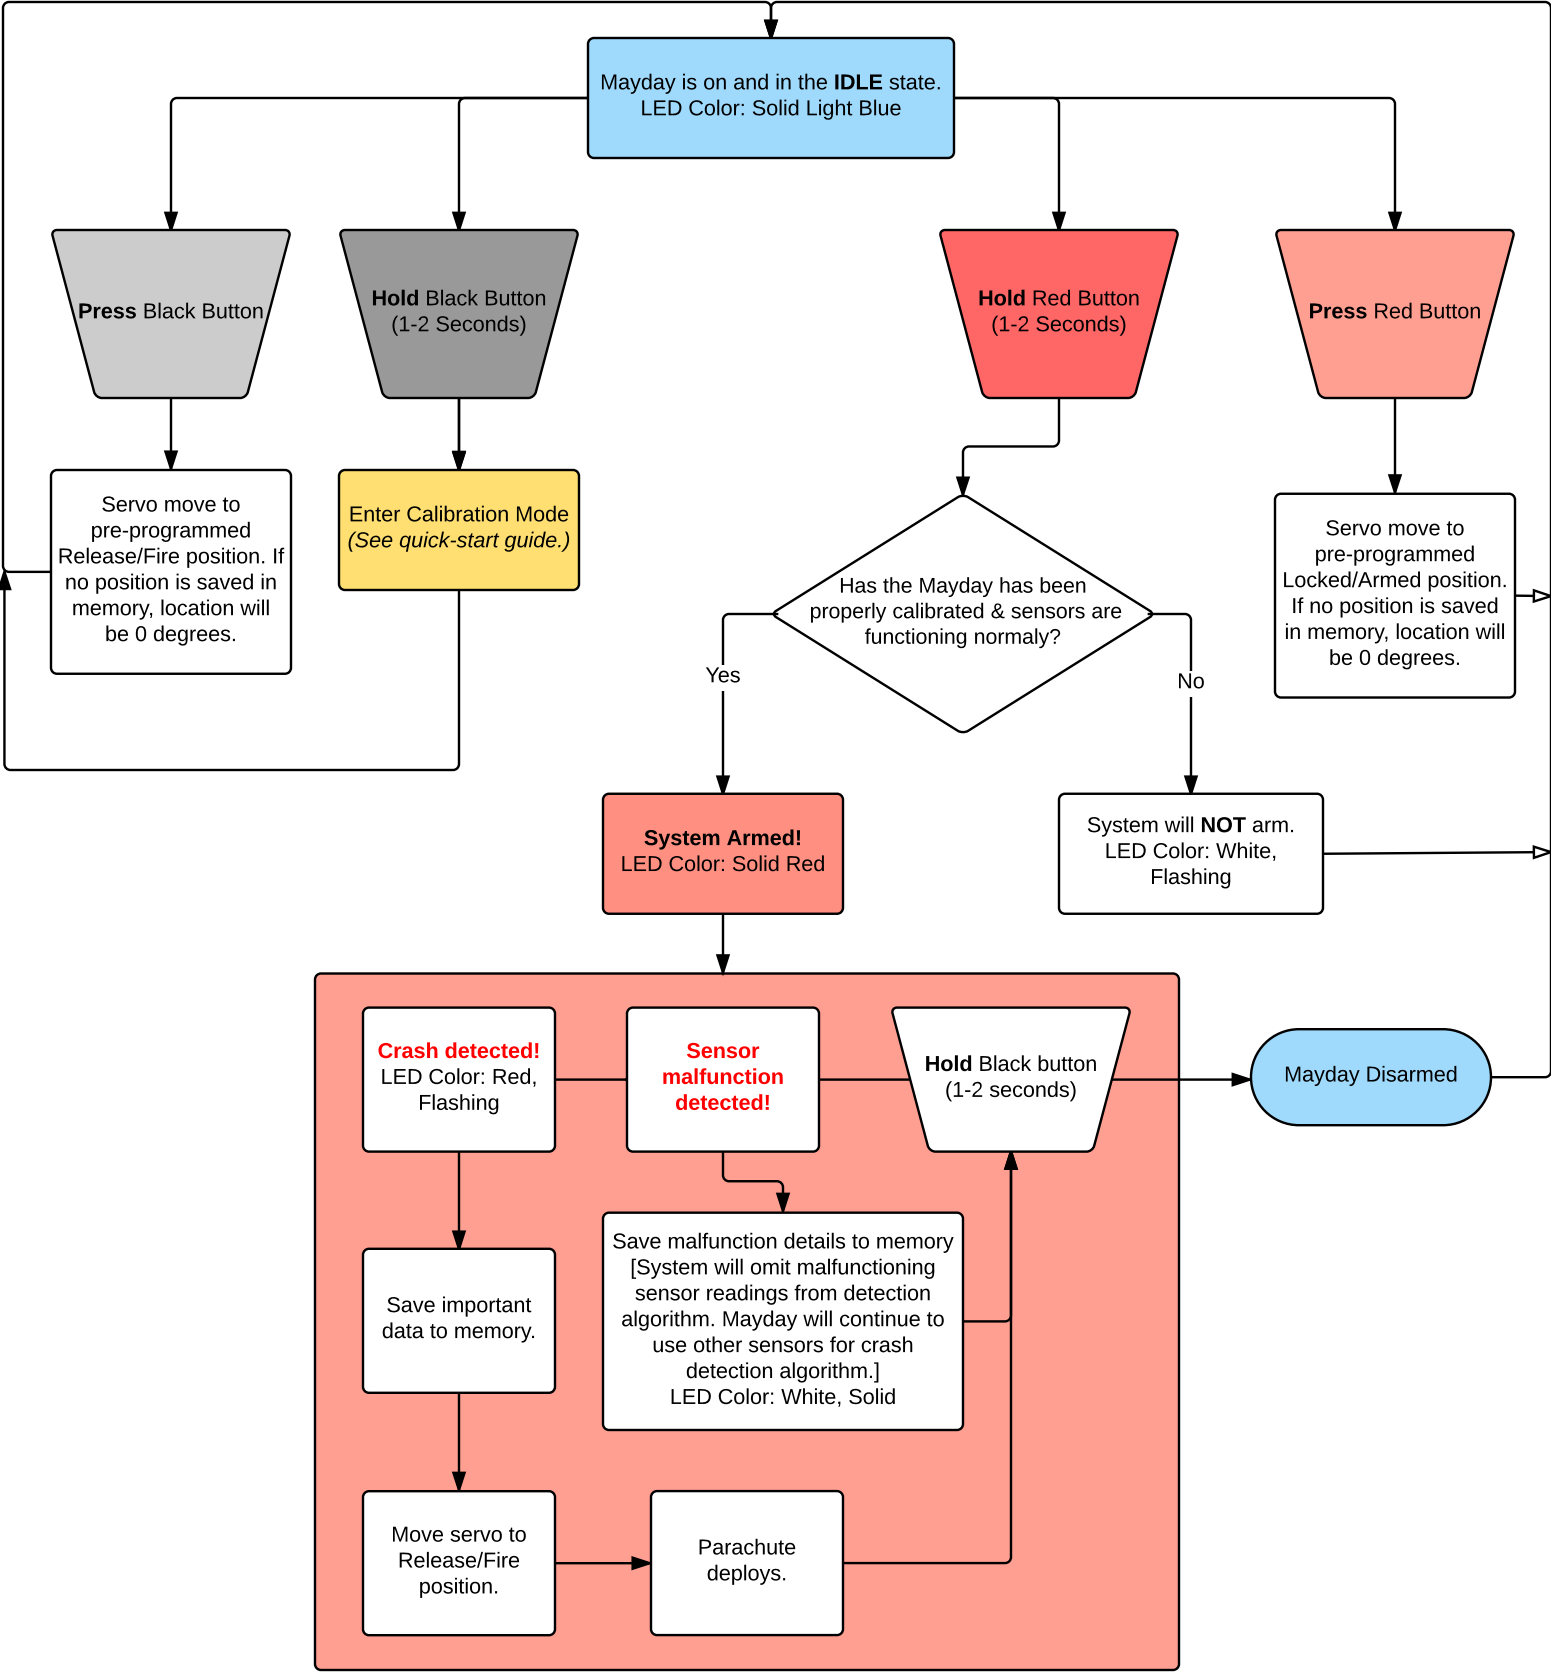 Mayday is on and in the IDLE state.
LED Color: Solid Light Blue
Press Black Button
Hold Black Button
(1-2 Seconds)
Hold Red Button
(1-2 Seconds)
Press Red Button
Servo move to
pre-programmed
Release/Fire position. If
no position is saved in
memory, location will
be 0 degrees.
Enter Calibration Mode
(See quick-start guide.)
Has the Mayday has been
properly calibrated & sensors are
functioning normaly?
Servo move to
pre-programmed
Locked/Armed position.
If no position is saved
in memory, location will
be 0 degrees.
Yes
No
System Armed!
LED Color: Solid Red
System will NOT arm.
LED Color: White,
Flashing
Crash detected!
LED Color: Red,
Flashing
Sensor
malfunction
detected!
Hold Black button
(1-2 seconds)
Mayday Disarmed
Save important
data to memory.
Save malfunction details to memory
[System will omit malfunctioning
sensor readings from detection
algorithm. Mayday will continue to
use other sensors for crash
detection algorithm.]
LED Color: White, Solid
Move servo to
Release/Fire
position.
Parachute
deploys.